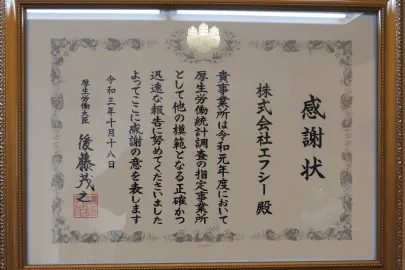 感謝状
株式会社エフシー 殿
貴事業所は令和元年度において
厚生労働統計調査の指定事業所
として他の模範となる正確かつ
迅速な報告に努めてくださいました
よってここに感謝の意を表します
令和三年十月十八日
厚生労働大臣 後藤茂之